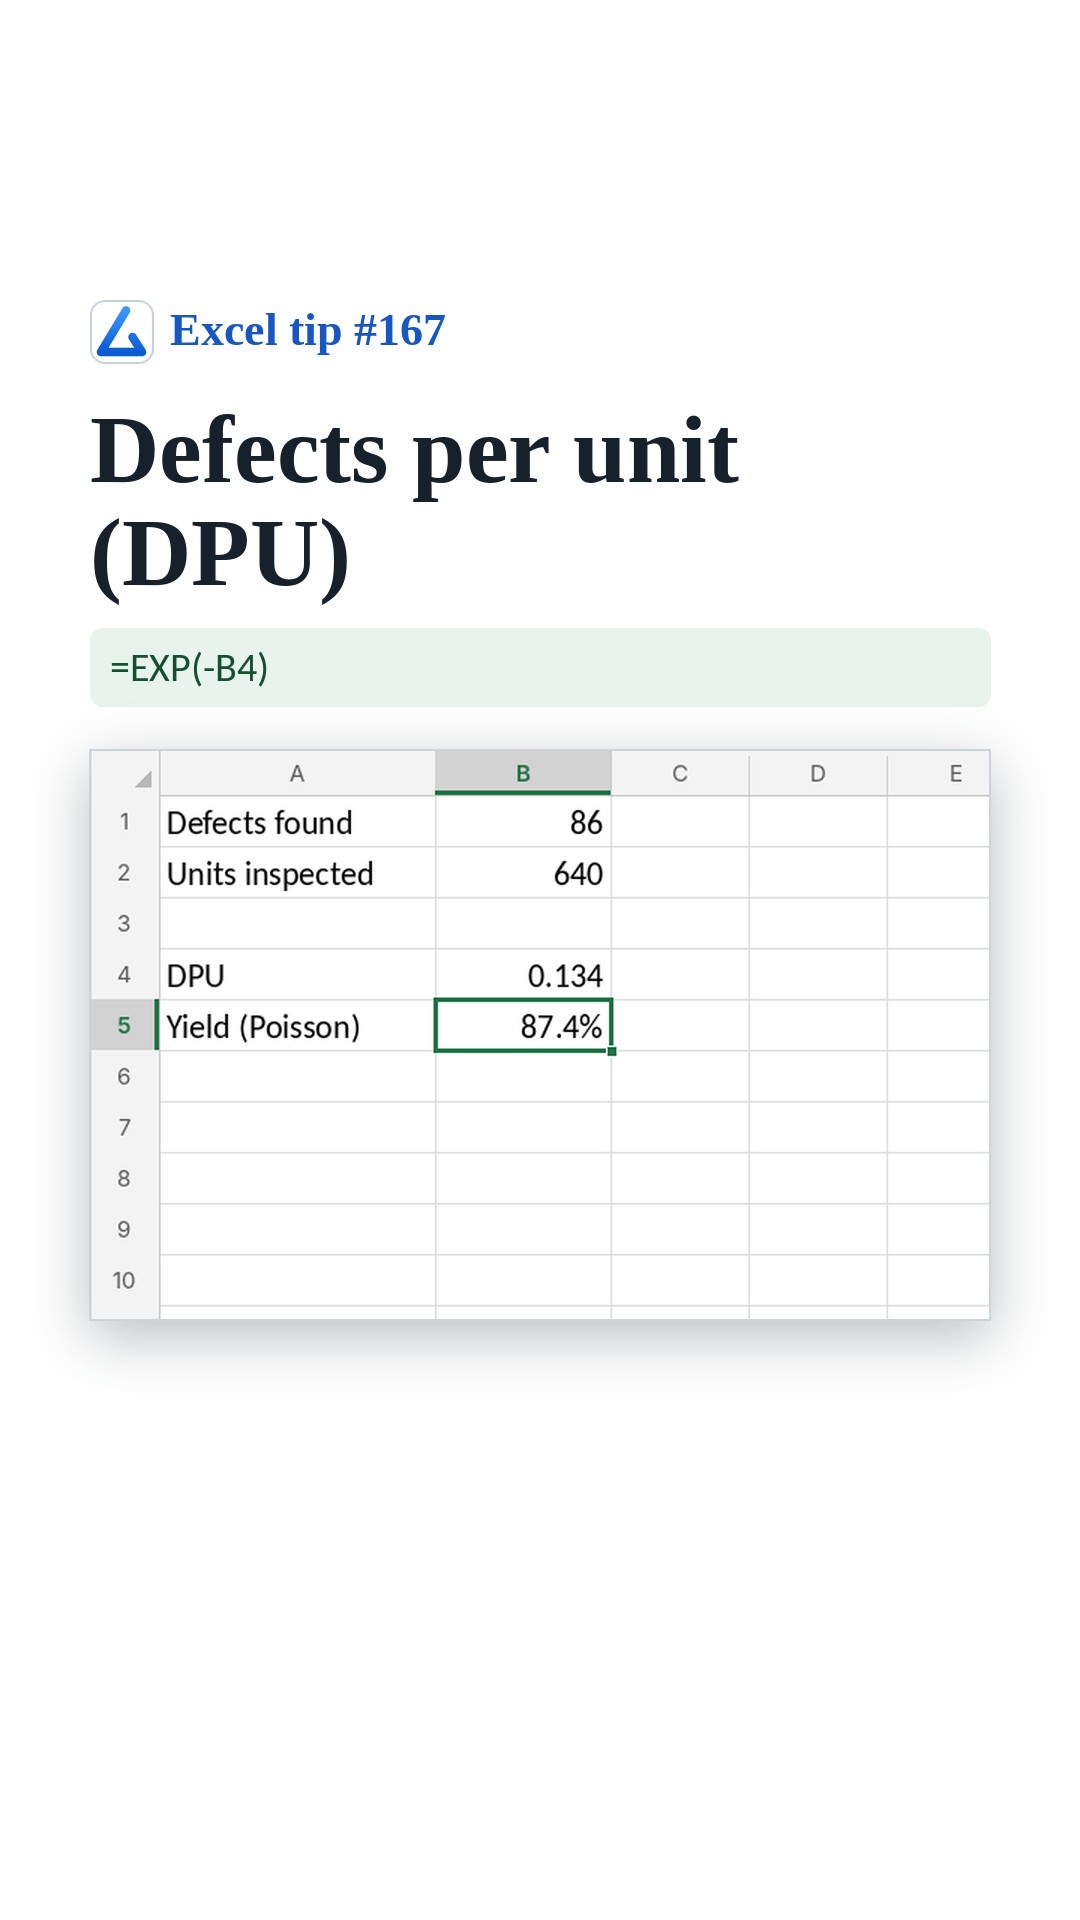 Excel tip #167
Defects per unit
(DPU)
=EXP(-B4)
A B C D E
1 Defects found 86
2 Units inspected 640
3
4 DPU 0.134
5 Yield (Poisson) 87.4%
6
7
8
9
10